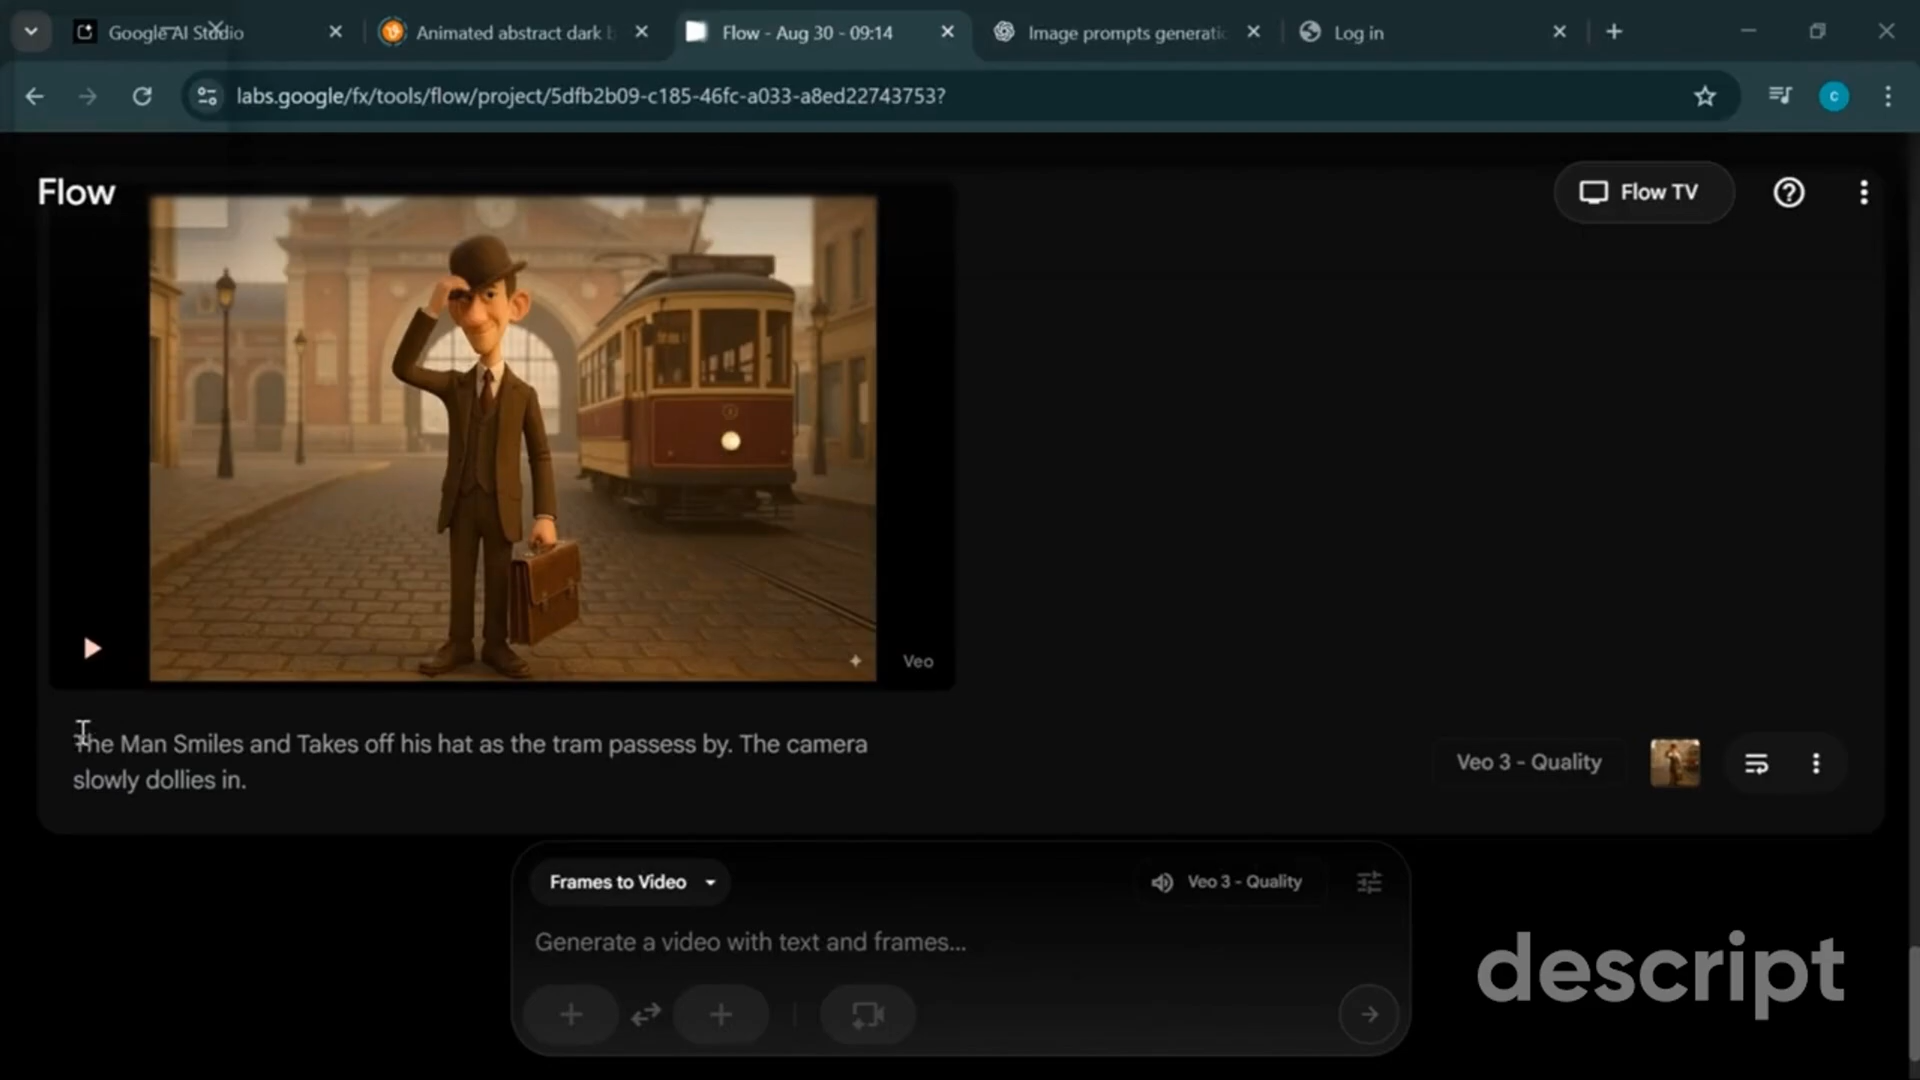 Google AI Studio
Animated abstract dark b
Flow - Aug 30 - 09:14
Image prompts generatic
Log in
labs.google/fx/tools/flow/project/5dfb2b09-c185-46fc-a033-a8ed22743753?
c
Flow
Flow TV
Veo
The Man Smiles and Takes off his hat as the tram passess by. The camera
slowly dollies in.
Veo 3 - Quality
Frames to Video
Veo 3 - Quality
Generate a video with text and frames...
descript